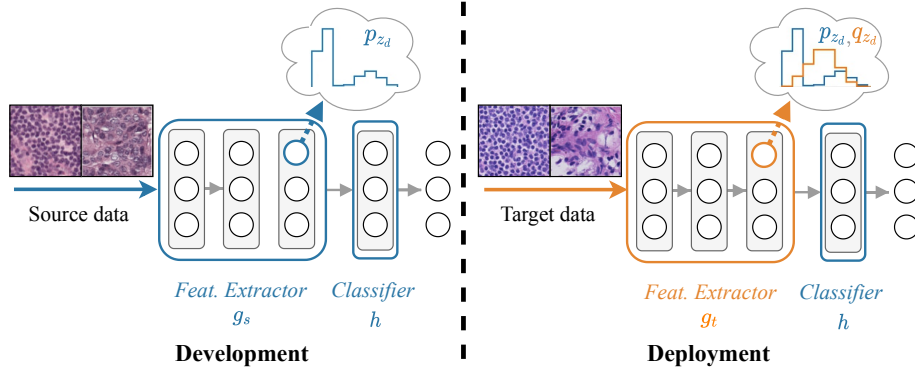 p_{z_d}
Source data
Feat. Extractor
g_s
Classifier
h
Development
p_{z_d}, q_{z_d}
Target data
Feat. Extractor
g_t
Classifier
h
Deployment